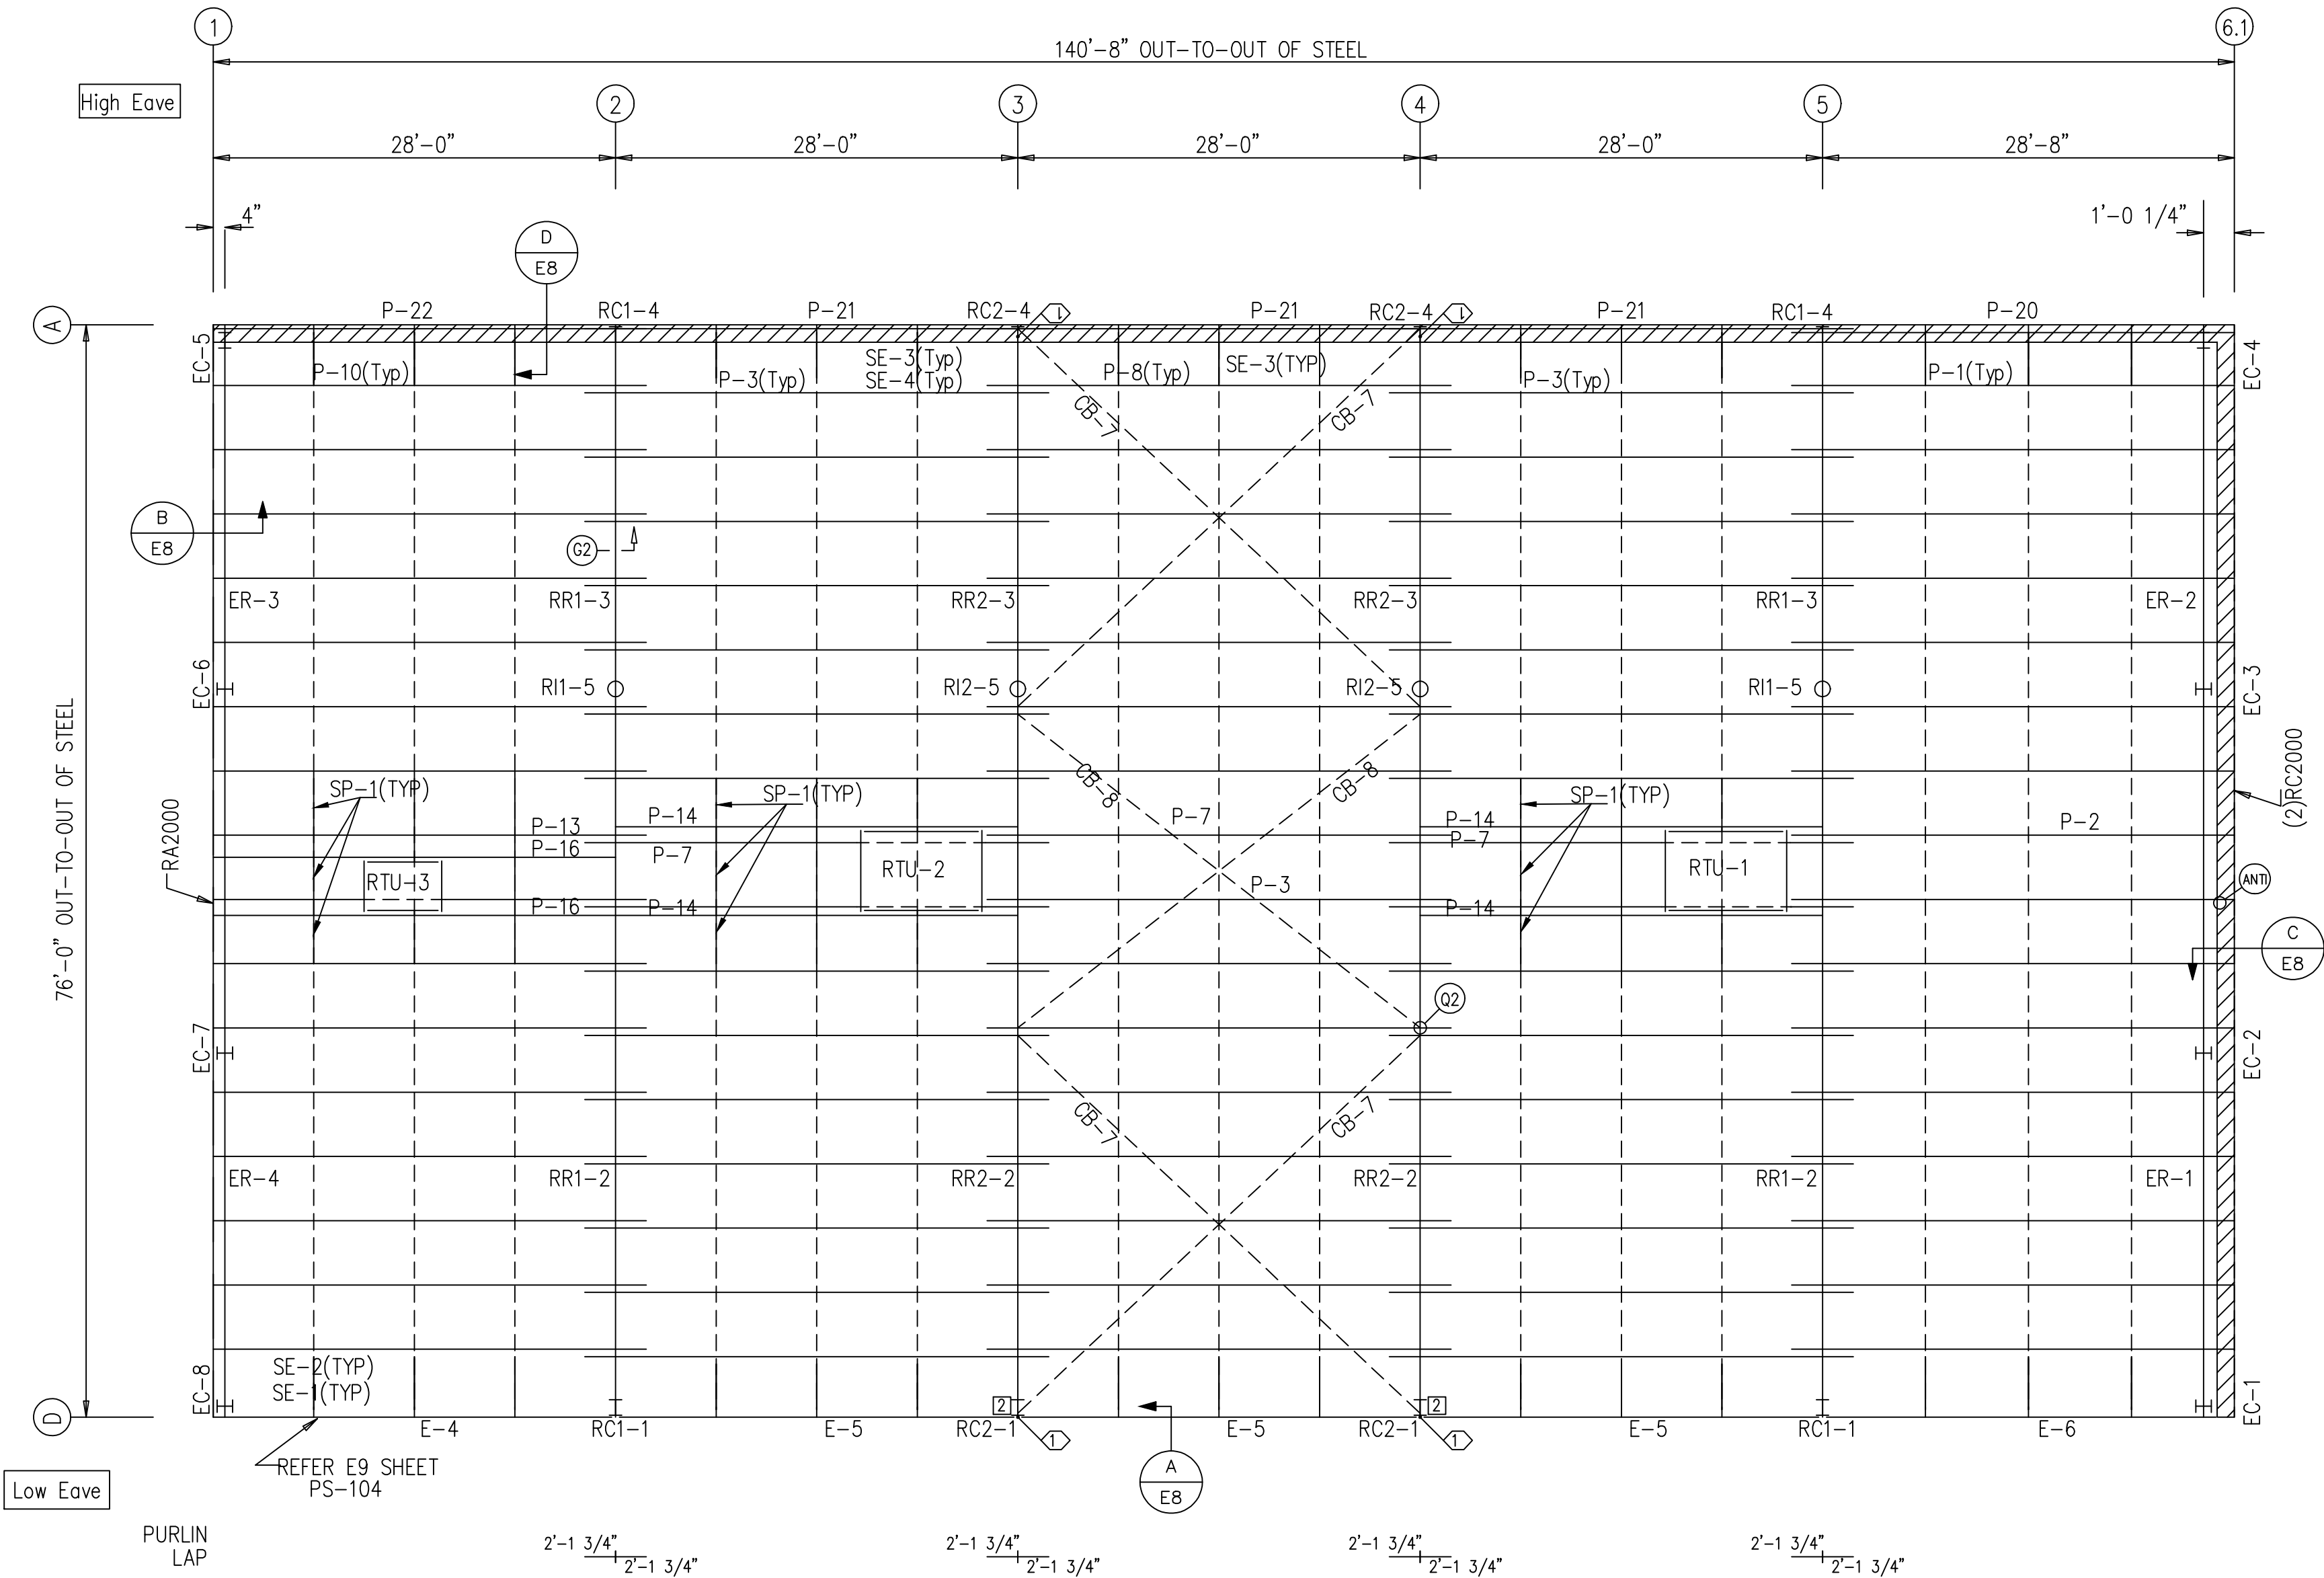 1
6.1
140'-8" OUT-TO-OUT OF STEEL
High Eave
2
3
4
5
28'-0"
28'-0"
28'-0"
28'-0"
28'-8"
4"
1'-0 1/4"
D
E8
A
P-22
RC1-4
P-21
RC2-4
1
P-21
RC2-4
1
P-21
RC1-4
P-20
EC-5
P-10(Typ)
P-3(Typ)
SE-3(Typ)
SE-4(Typ)
P-8(Typ)
SE-3(TYP)
P-3(Typ)
P-1(Typ)
EC-4
CB-7
CB-7
B
E8
G2
ER-3
RR1-3
RR2-3
RR2-3
RR1-3
ER-2
EC-6
RI1-5
RI2-5
RI2-5
RI1-5
EC-3
76'-0" OUT-TO-OUT OF STEEL
RA2000
SP-1(TYP)
SP-1(TYP)
SP-1(TYP)
(2)RC2000
CB-8
CB-8
P-13
P-16
P-14
P-7
P-7
P-14
P-7
P-2
RTU-3
RTU-2
RTU-1
P-3
ANTI
P-16
P-14
P-14
C
E8
Q2
EC-7
EC-2
CB-7
CB-7
ER-4
RR1-2
RR2-2
RR2-2
RR1-2
ER-1
EC-8
SE-2(TYP)
SE-1(TYP)
2
2
EC-1
D
E-4
RC1-1
E-5
RC2-1
1
E-5
RC2-1
1
E-5
RC1-1
E-6
REFER E9 SHEET
PS-104
A
E8
Low Eave
PURLIN
LAP
2'-1 3/4"
2'-1 3/4"
2'-1 3/4"
2'-1 3/4"
2'-1 3/4"
2'-1 3/4"
2'-1 3/4"
2'-1 3/4"